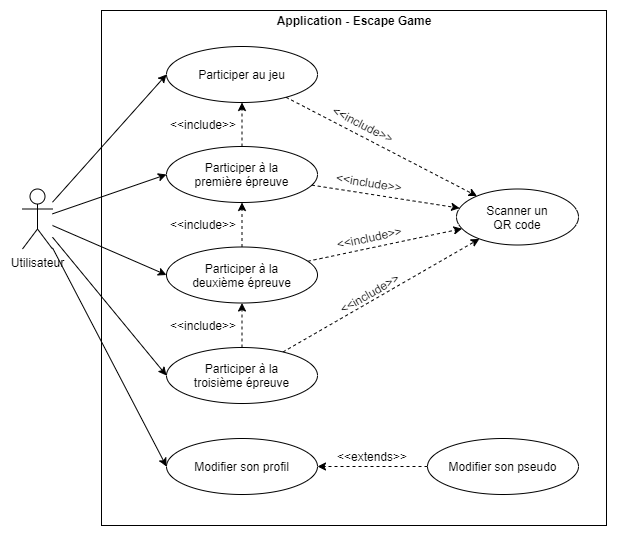 Application - Escape Game
Participer au jeu
<<include>>
<<include>>
Participer à la
première épreuve
<<include>>
Scanner un
QR code
<<include>>
<<include>>
Utilisateur
Participer à la
deuxième épreuve
<<include>>
<<include>>
Participer à la
troisième épreuve
Modifier son profil
<<extends>>
Modifier son pseudo